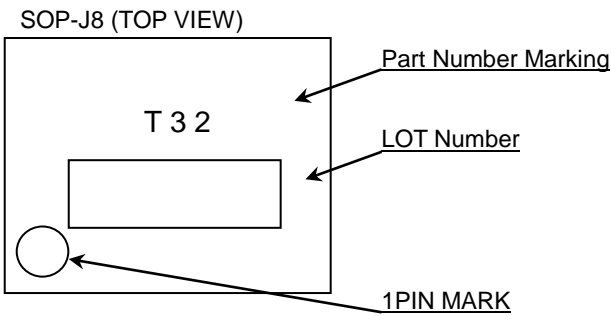 SOP-J8 (TOP VIEW)
Part Number Marking
T 3 2
LOT Number
1PIN MARK